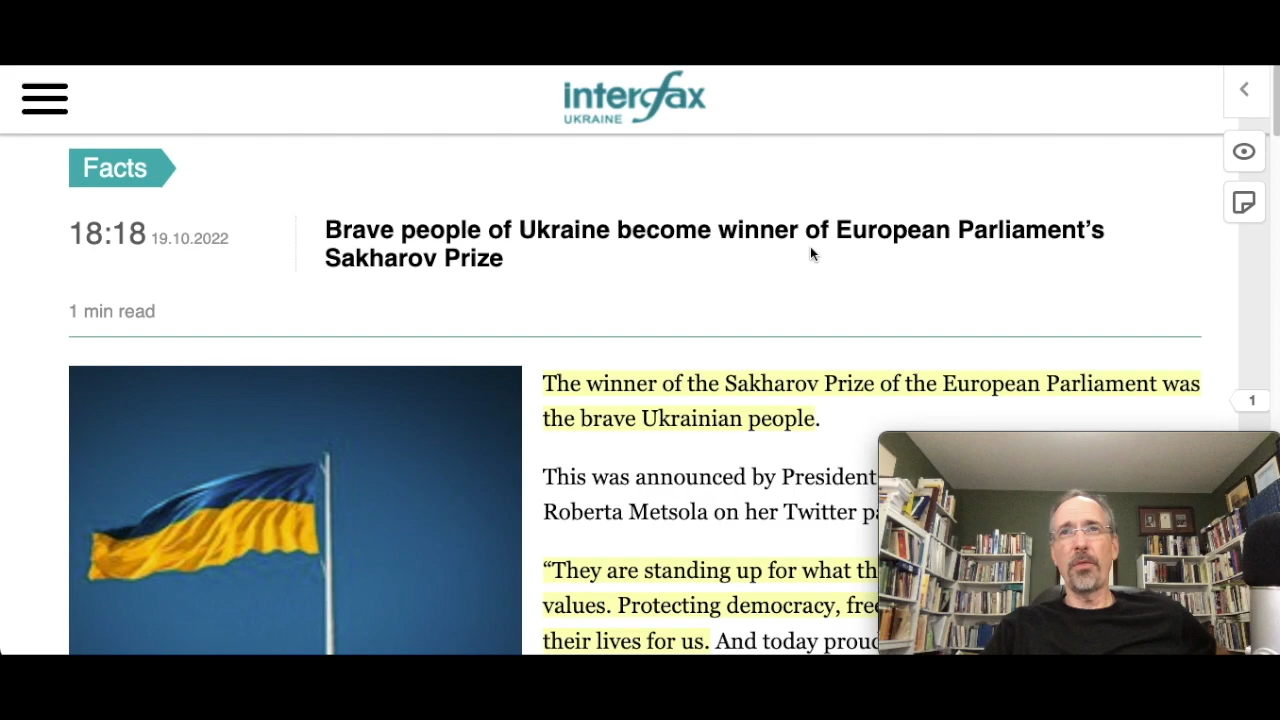 interfax
UKRAINE
Facts
18:18 19.10.2022
Brave people of Ukraine become winner of European Parliament’s
Sakharov Prize
1 min read
The winner of the Sakharov Prize of the European Parliament was
the brave Ukrainian people.
1
This was announced by President
Roberta Metsola on her Twitter
“They are standing up for what
values. Protecting democracy,
their lives for us. And today